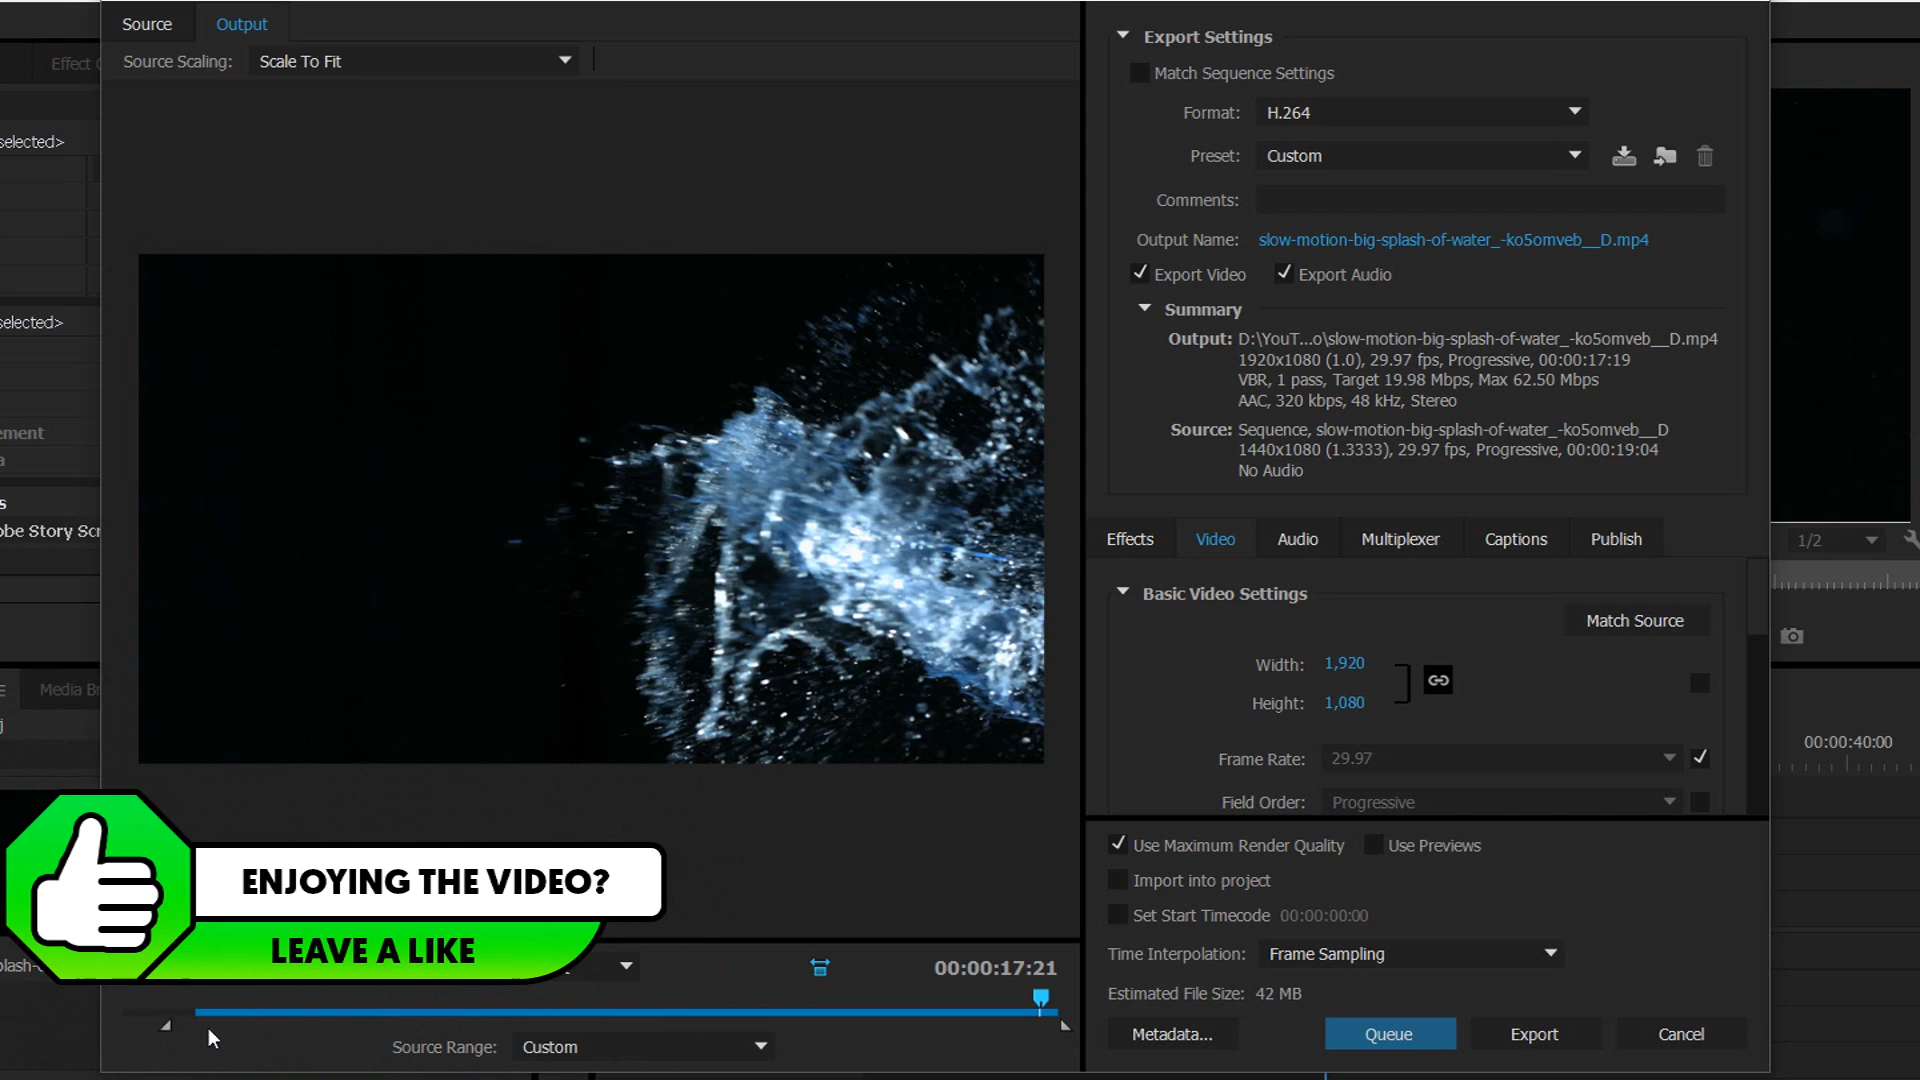 Source
Output
Effect
Source Scaling:
Scale To Fit
selected>
selected>
Export Settings
Match Sequence Settings
Format:
H.264
Preset:
Custom
Comments:
Output Name:
slow-motion-big-splash-of-water_-ko5omveb__D.mp4
Export Video
Export Audio
Summary
Output: D:\YouT...o\slow-motion-big-splash-of-water_-ko5omveb__D.mp4
1920x1080 (1.0), 29.97 fps, Progressive, 00:00:17:19
VBR, 1 pass, Target 19.98 Mbps, Max 62.50 Mbps
AAC, 320 kbps, 48 kHz, Stereo
Source: Sequence, slow-motion-big-splash-of-water_-ko5omveb__D
1440x1080 (1.3333), 29.97 fps, Progressive, 00:00:19:04
No Audio
ement
a
s
obe Story Scr
Effects
Video
Audio
Multiplexer
Captions
Publish
1/2
Basic Video Settings
Match Source
Width: 1,920
Height: 1,080
Media Br
Frame Rate: 29.97
00:00:40:00
Field Order: Progressive
Use Maximum Render Quality
Use Previews
Import into project
Set Start Timecode 00:00:00:00
ENJOYING THE VIDEO?
LEAVE A LIKE
Time Interpolation: Frame Sampling
plash-
00:00:17:21
Estimated File Size: 42 MB
Metadata...
Queue
Export
Cancel
Source Range:
Custom